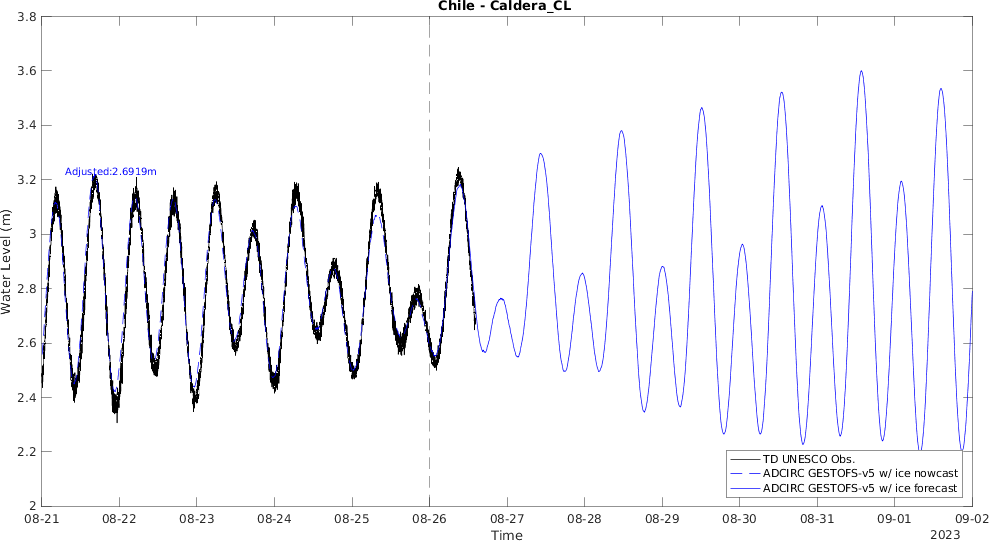 Chile - Caldera_CL
3.8
3.6
3.4
3.2
3
2.8
2.6
2.4
2.2
2
Water Level (m)
Adjusted:2.6919m
TD UNESCO Obs.
ADCIRC GESTOFS-v5 w/ ice nowcast
ADCIRC GESTOFS-v5 w/ ice forecast
08-21 08-22 08-23 08-24 08-25 08-26 08-27 08-28 08-29 08-30 08-31 09-01 09-02
Time
2023